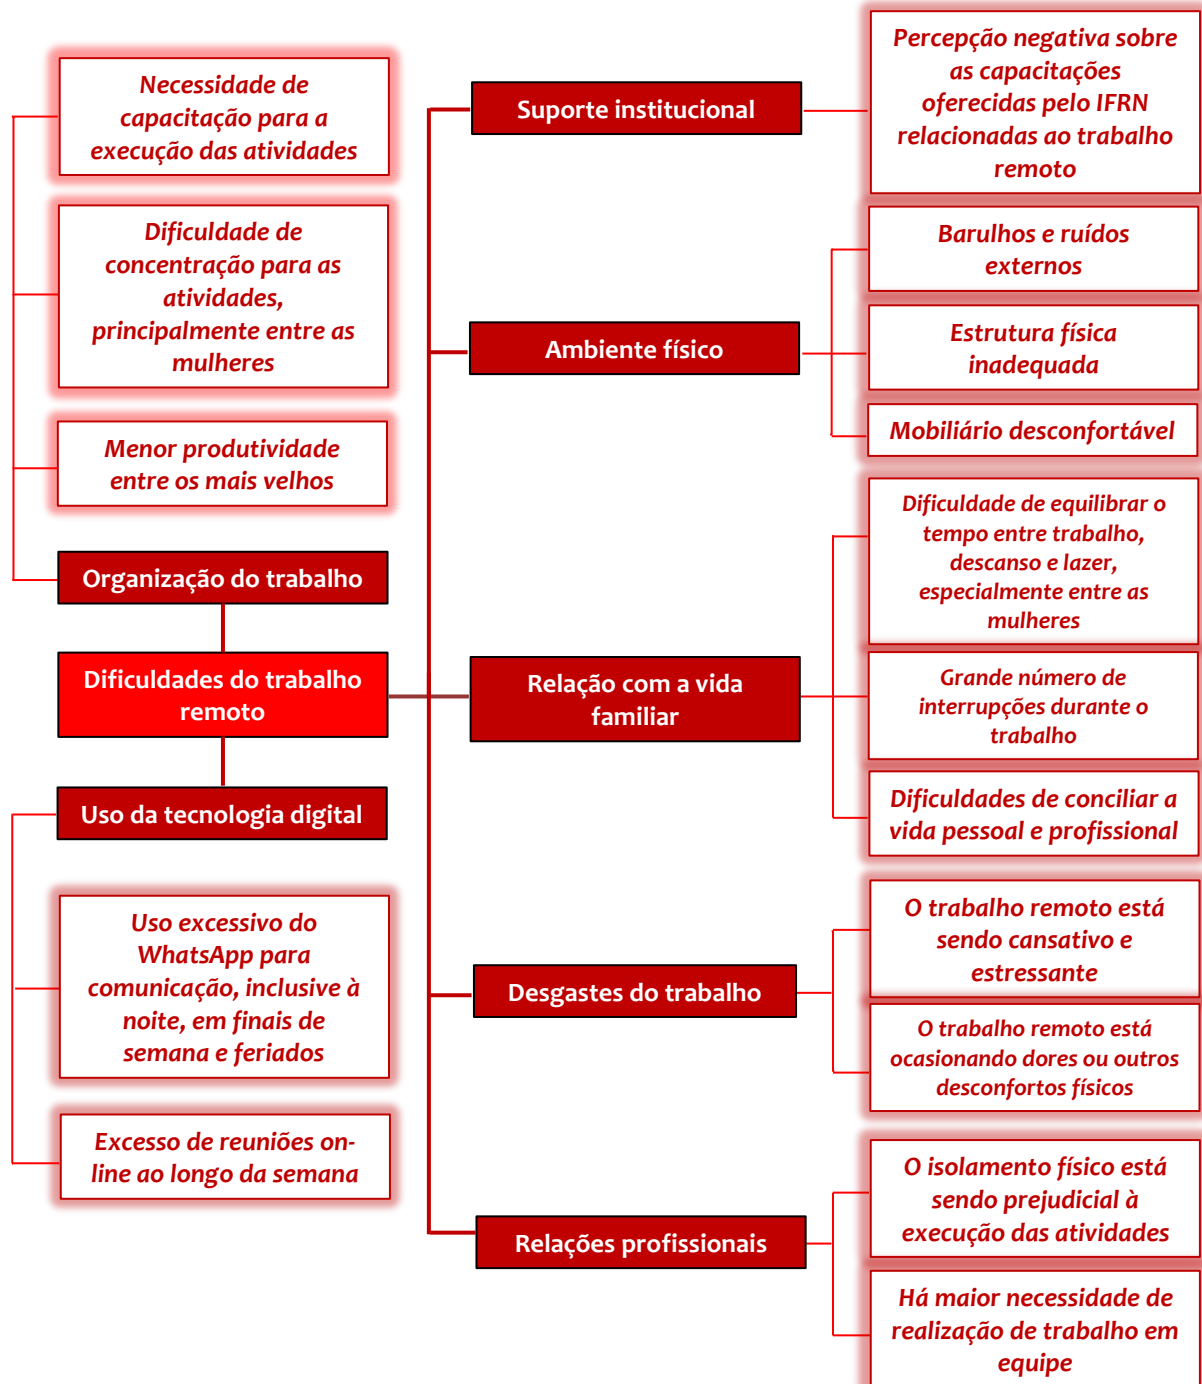 Necessidade de
capacitação para a
execução das atividades
Dificuldade de
concentração para as
atividades,
principalmente entre as
mulheres
Menor produtividade
entre os mais velhos
Organização do trabalho
Dificuldades do trabalho
remoto
Uso da tecnologia digital
Uso excessivo do
WhatsApp para
comunicação, inclusive à
noite, em finais de
semana e feriados
Excesso de reuniões on-
line ao longo da semana
Suporte institucional
Percepção negativa sobre
as capacitações
oferecidas pelo IFRN
relacionadas ao trabalho
remoto
Ambiente físico
Barulhos e ruídos
externos
Estrutura física
inadequada
Mobiliário desconfortável
Relação com a vida
familiar
Dificuldade de equilibrar o
tempo entre trabalho,
descanso e lazer,
especialmente entre as
mulheres
Grande número de
interrupções durante o
trabalho
Dificuldades de conciliar a
vida pessoal e profissional
Desgastes do trabalho
O trabalho remoto está
sendo cansativo e
estressante
O trabalho remoto está
ocasionando dores ou outros
desconfortos físicos
Relações profissionais
O isolamento físico está
sendo prejudicial à
execução das atividades
Há maior necessidade de
realização de trabalho em
equipe